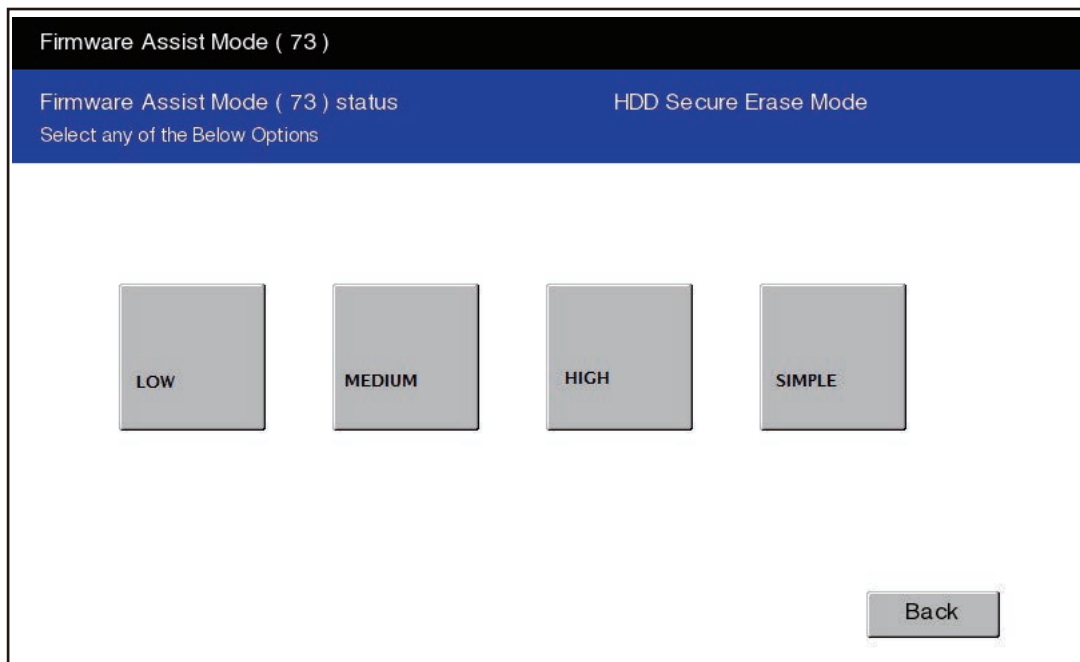 Firmware Assist Mode ( 73 )
Firmware Assist Mode ( 73 ) status HDD Secure Erase Mode
Select any of the Below Options
LOW MEDIUM HIGH SIMPLE
Back